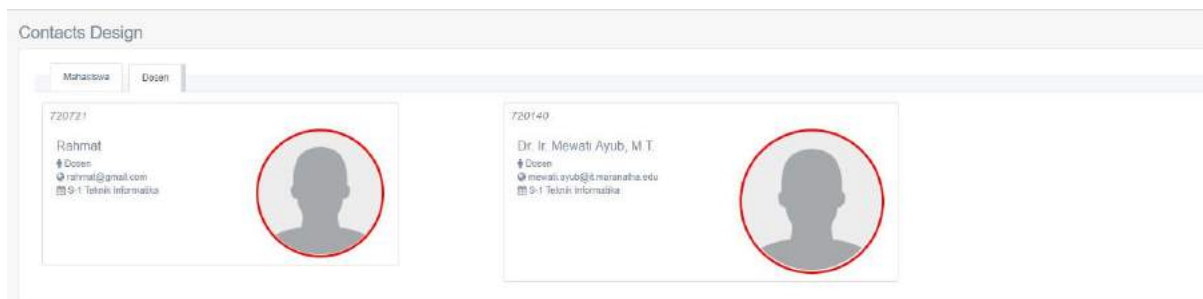 Contacts Design
Mahasiswa
Dosen
720721
Rahmat
Dosen
rahmat@gmail.com
S-1 Teknik Informatika
720140
Dr. Ir. Mewati Ayub, M.T.
Dosen
mewati.ayub@it.maranatha.edu
S-1 Teknik Informatika